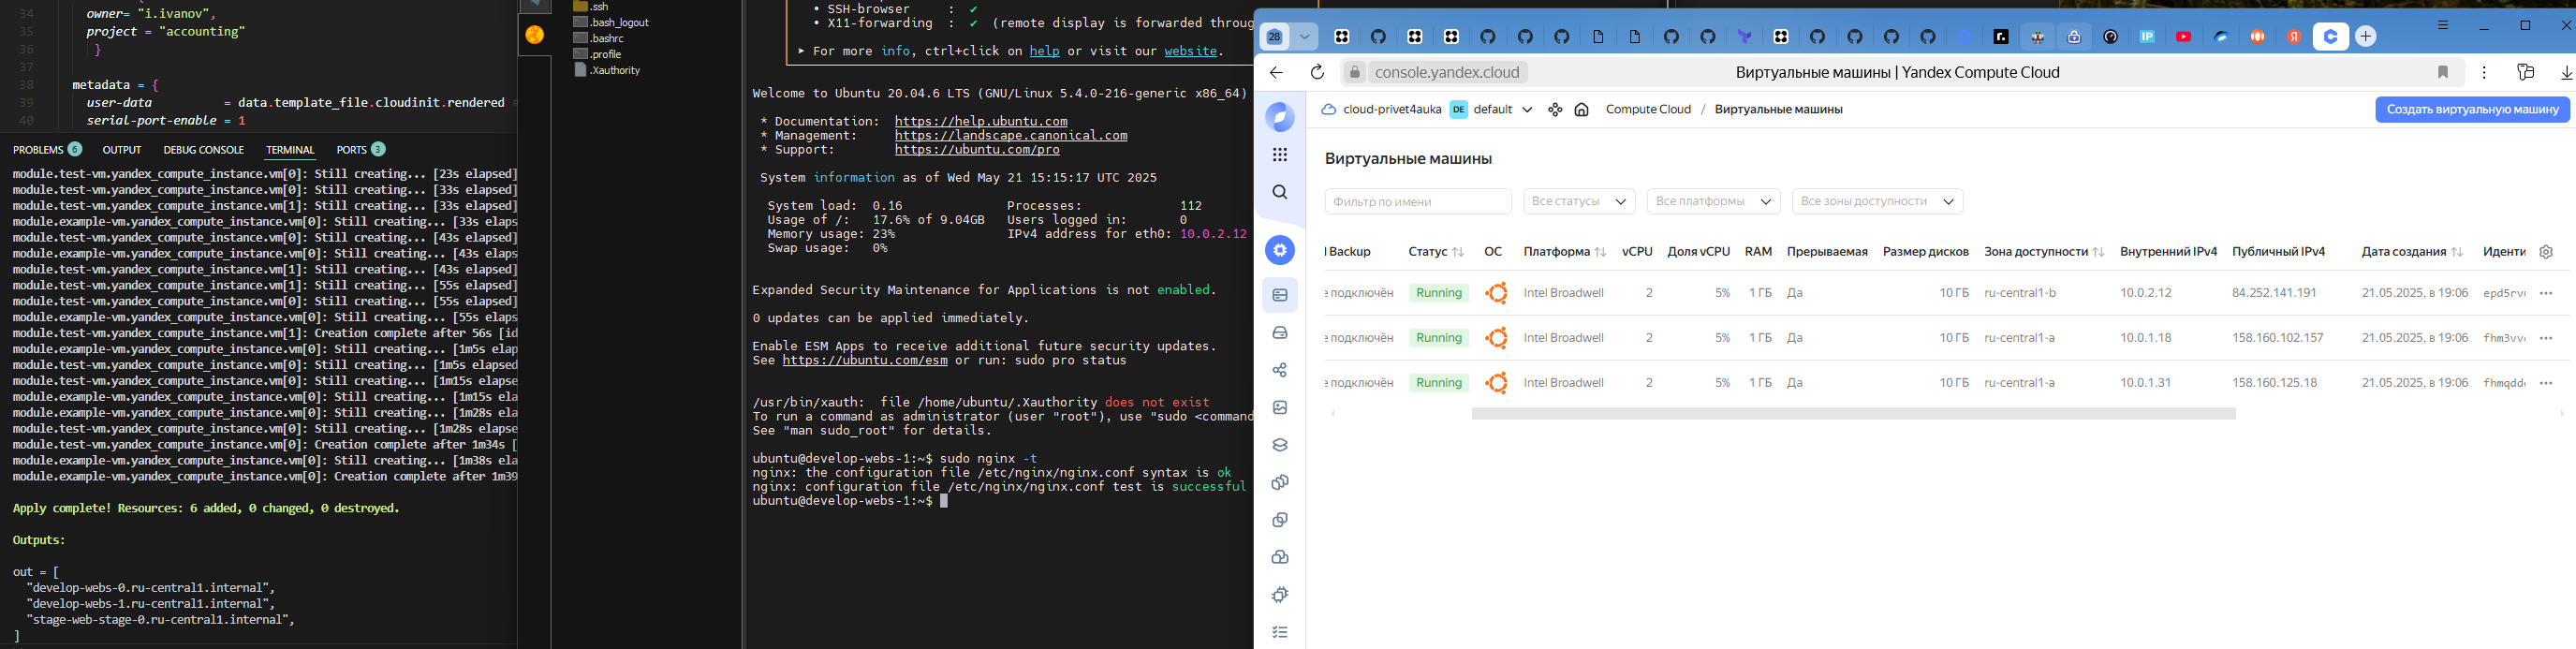 34 owner= "i.ivanov",
35 project = "accounting"
36 }
37
38 metadata = {
39 user-data = data.template_file.cloudinit.rendered #
40 serial-port-enable = 1
PROBLEMS 6 OUTPUT DEBUG CONSOLE TERMINAL PORTS 3
module.test-vm.yandex_compute_instance.vm[0]: Still creating... [23s elapsed]
module.test-vm.yandex_compute_instance.vm[0]: Still creating... [33s elapsed]
module.test-vm.yandex_compute_instance.vm[1]: Still creating... [33s elapsed]
module.example-vm.yandex_compute_instance.vm[0]: Still creating... [33s elap
module.test-vm.yandex_compute_instance.vm[0]: Still creating... [43s elapsed]
module.example-vm.yandex_compute_instance.vm[0]: Still creating... [43s elaps
module.test-vm.yandex_compute_instance.vm[1]: Still creating... [43s elapsed]
module.test-vm.yandex_compute_instance.vm[1]: Still creating... [55s elapsed]
module.test-vm.yandex_compute_instance.vm[0]: Still creating... [55s elapsed]
module.example-vm.yandex_compute_instance.vm[0]: Still creating... [55s elaps
module.test-vm.yandex_compute_instance.vm[1]: Creation complete after 56s [id
module.example-vm.yandex_compute_instance.vm[0]: Still creating... [1m5s elap
module.test-vm.yandex_compute_instance.vm[0]: Still creating... [1m5s elapsed
module.test-vm.yandex_compute_instance.vm[0]: Still creating... [1m15s elapse
module.example-vm.yandex_compute_instance.vm[0]: Still creating... [1m15s ela
module.example-vm.yandex_compute_instance.vm[0]: Still creating... [1m28s ela
module.test-vm.yandex_compute_instance.vm[0]: Still creating... [1m28s elapse
module.test-vm.yandex_compute_instance.vm[0]: Creation complete after 1m34s [
module.example-vm.yandex_compute_instance.vm[0]: Still creating... [1m38s ela
module.example-vm.yandex_compute_instance.vm[0]: Creation complete after 1m39
Apply complete! Resources: 6 added, 0 changed, 0 destroyed.
Outputs:
out = [
"develop-webs-0.ru-central1.internal",
"develop-webs-1.ru-central1.internal",
"stage-web-stage-0.ru-central1.internal",
]
.ssh
.bash_logout
.bashrc
.profile
.Xauthority
• SSH-browser : ✔
• X11-forwarding : ✔ (remote display is forwarded throug
➤ For more info, ctrl+click on help or visit our website.
Welcome to Ubuntu 20.04.6 LTS (GNU/Linux 5.4.0-216-generic x86_64)
* Documentation: https://help.ubuntu.com
* Management: https://landscape.canonical.com
* Support: https://ubuntu.com/pro
System information as of Wed May 21 15:15:17 UTC 2025
System load: 0.16 Processes: 112
Usage of /: 17.6% of 9.04GB Users logged in: 0
Memory usage: 23% IPv4 address for eth0: 10.0.2.12
Swap usage: 0%
Expanded Security Maintenance for Applications is not enabled.
0 updates can be applied immediately.
Enable ESM Apps to receive additional future security updates.
See https://ubuntu.com/esm or run: sudo pro status
/usr/bin/xauth: file /home/ubuntu/.Xauthority does not exist
To run a command as administrator (user "root"), use "sudo <command
See "man sudo_root" for details.
ubuntu@develop-webs-1:~$ sudo nginx -t
nginx: the configuration file /etc/nginx/nginx.conf syntax is ok
nginx: configuration file /etc/nginx/nginx.conf test is successful
ubuntu@develop-webs-1:~$
28
console.yandex.cloud Виртуальные машины | Yandex Compute Cloud
cloud-privet4auka DE default Compute Cloud / Виртуальные машины Создать виртуальную машину
Виртуальные машины
Фильтр по имени Все статусы Все платформы Все зоны доступности
Backup Статус ОС Платформа vCPU Доля vCPU RAM Прерываемая Размер дисков Зона доступности Внутренний IPv4 Публичный IPv4 Дата создания Иденти
е подключён Running Intel Broadwell 2 5% 1 ГБ Да 10 ГБ ru-central1-b 10.0.2.12 84.252.141.191 21.05.2025, в 19:06 epd5rv
е подключён Running Intel Broadwell 2 5% 1 ГБ Да 10 ГБ ru-central1-a 10.0.1.18 158.160.102.157 21.05.2025, в 19:06 fhm3vv
е подключён Running Intel Broadwell 2 5% 1 ГБ Да 10 ГБ ru-central1-a 10.0.1.31 158.160.125.18 21.05.2025, в 19:06 fhmqdd